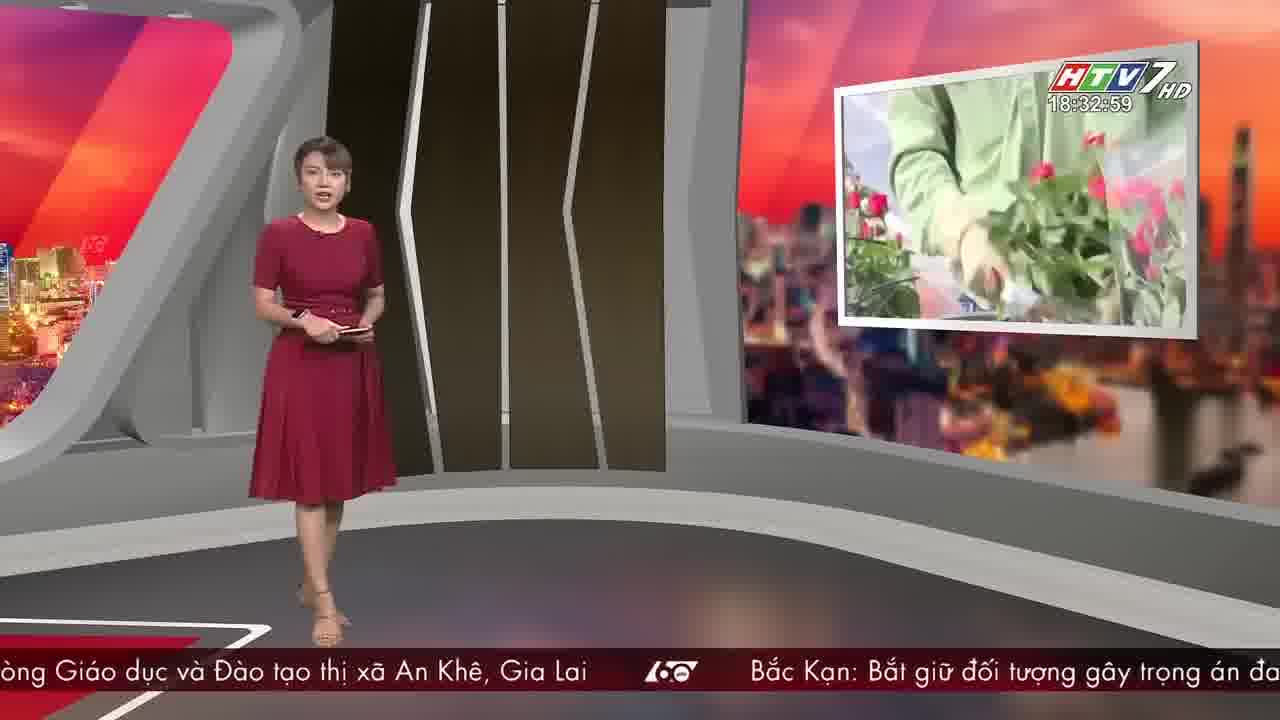 HTV7 HD
18:32:59
òng Giáo dục và Đào tạo thị xã An Khê, Gia Lai 60 Bắc Kạn: Bắt giữ đối tượng gây trọng án đa